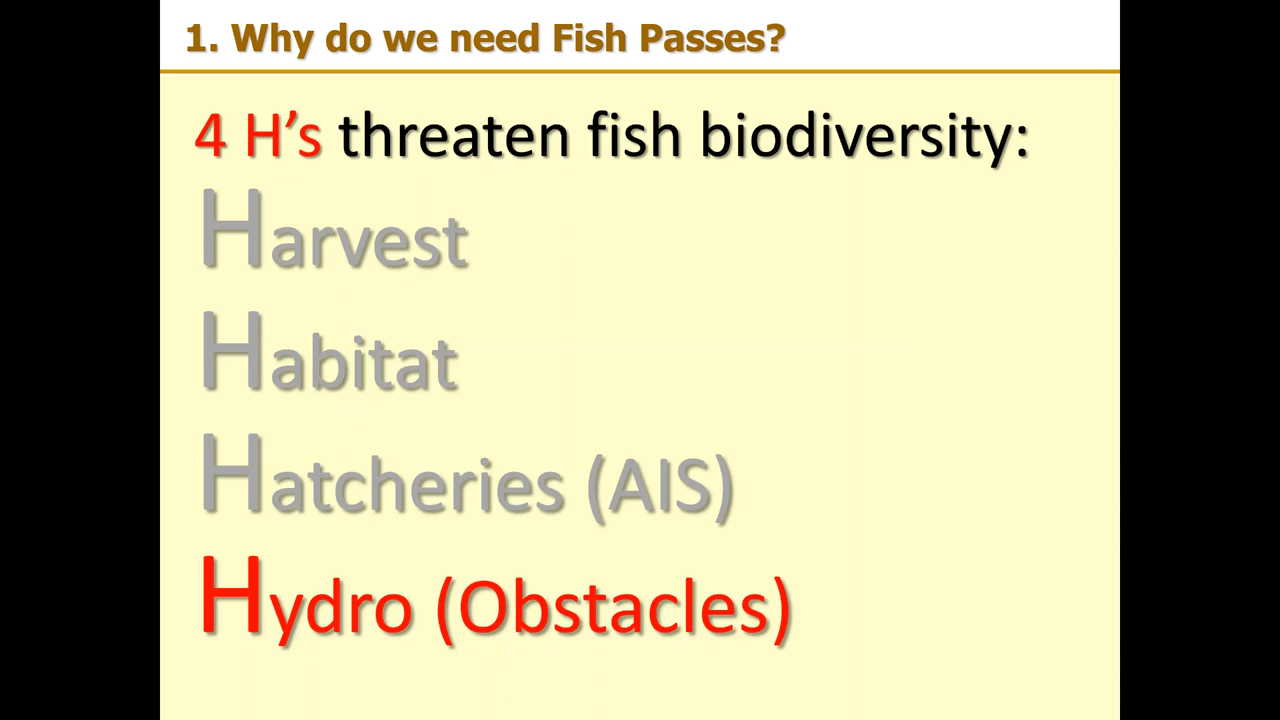 1. Why do we need Fish Passes?
4 H’s threaten fish biodiversity:
Harvest
Habitat
Hatcheries (AIS)
Hydro (Obstacles)